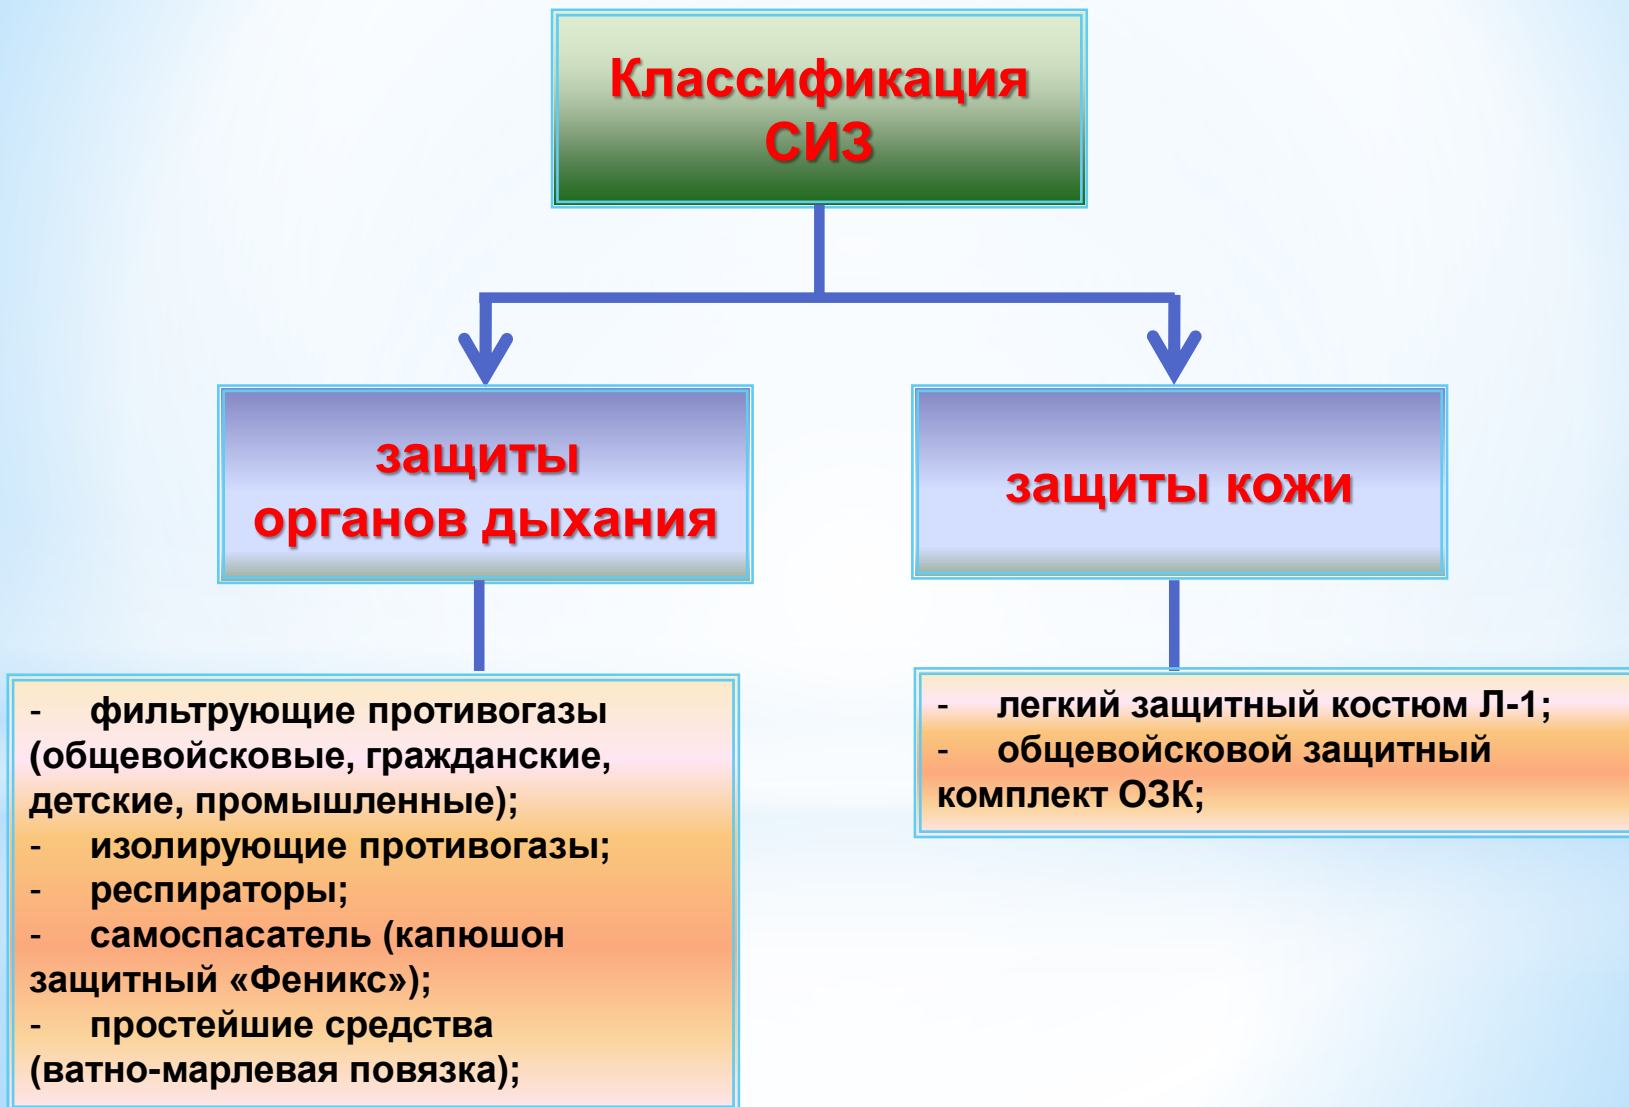 Классификация
СИЗ
защиты
органов дыхания
защиты кожи
- фильтрующие противогазы
(общевойсковые, гражданские,
детские, промышленные);
- изолирующие противогазы;
- респираторы;
- самоспасатель (капюшон
защитный «Феникс»);
- простейшие средства
(ватно-марлевая повязка);
- легкий защитный костюм Л-1;
- общевойсковой защитный
комплект ОЗК;